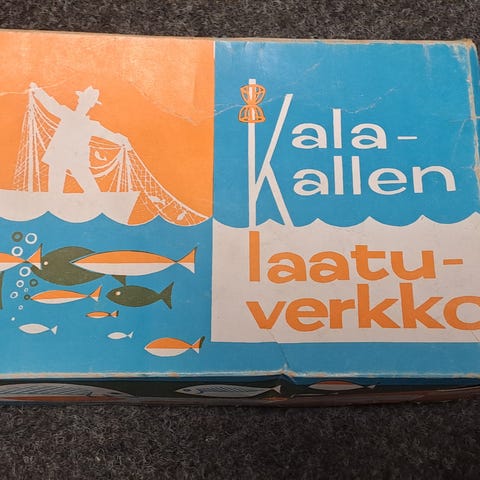 Kala-
Kallen
laatu-
verkko